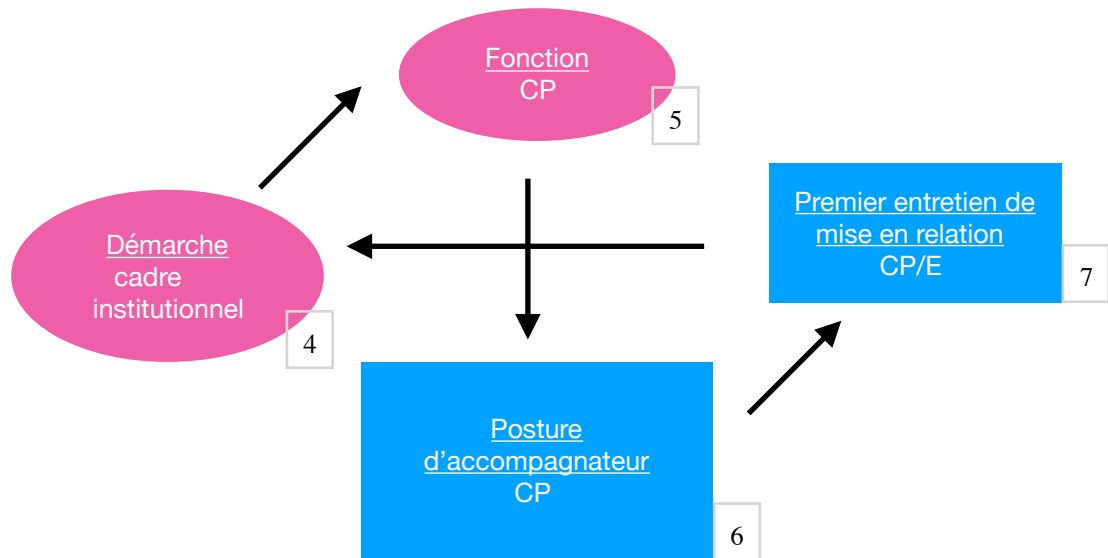 Fonction
CP
5
Démarche
cadre
institutionnel
4
Premier entretien de
mise en relation
CP/E
7
Posture
d’accompagnateur
CP
6